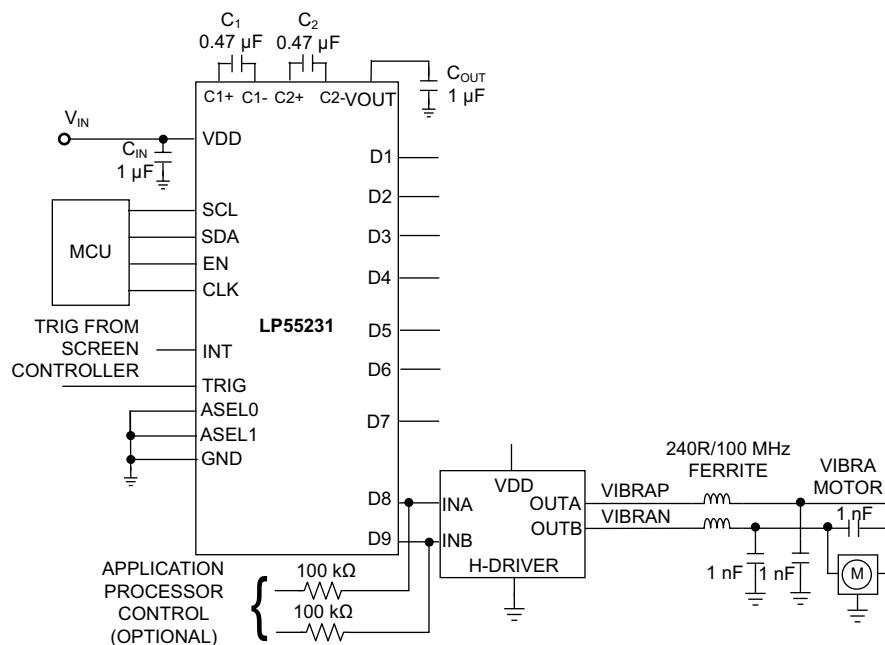 C1
0.47 µF
C2
0.47 µF
COUT
1 µF
C1+
C1-
C2+
C2-
VOUT
VIN
CIN
1 µF
VDD
D1
D2
D3
D4
D5
D6
D7
D8
D9
MCU
SCL
SDA
EN
CLK
LP55231
TRIG FROM
SCREEN
CONTROLLER
INT
TRIG
ASEL0
ASEL1
GND
VDD
INA
INB
OUTA
OUTB
H-DRIVER
VIBRAP
VIBRAN
240R/100 MHz
FERRITE
VIBRA
MOTOR
1 nF
1 nF
1 nF
M
APPLICATION
PROCESSOR
CONTROL
(OPTIONAL)
100 kΩ
100 kΩ